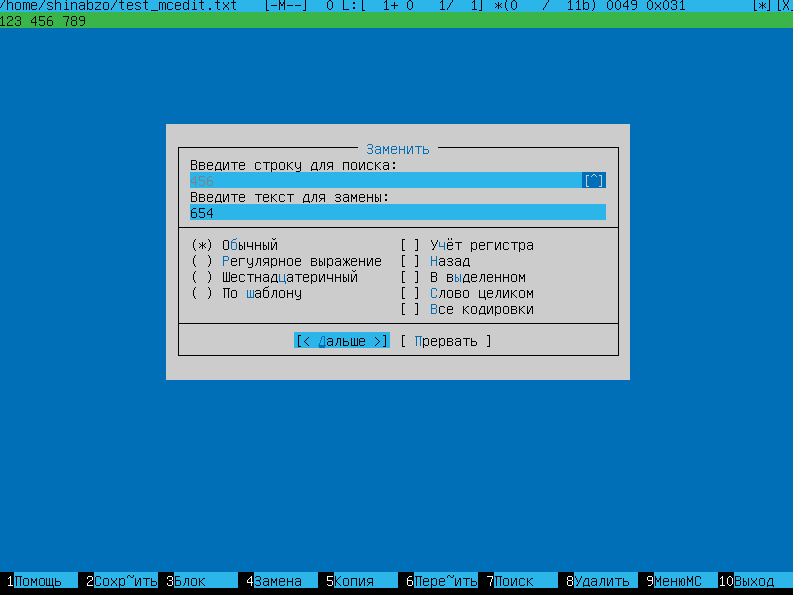 /home/shinabzo/test_mcedit.txt [-M--] 0 L:[ 1+ 0 1/ 1] *(0 / 11b) 0049 0x031 [*][X
123 456 789
Заменить
Введите строку для поиска:
456 [^]
Введите текст для замены:
654
(*) Обычный [ ] Учёт регистра
( ) Регулярное выражение [ ] Назад
( ) Шестнадцатеричный [ ] В выделенном
( ) По шаблону [ ] Слово целиком
[ ] Все кодировки
[< Дальше >] [ Прервать ]
1Помощь 2Сохр~ить 3Блок 4Замена 5Копия 6Пере~ить 7Поиск 8Удалить 9МенюMC 10Выход